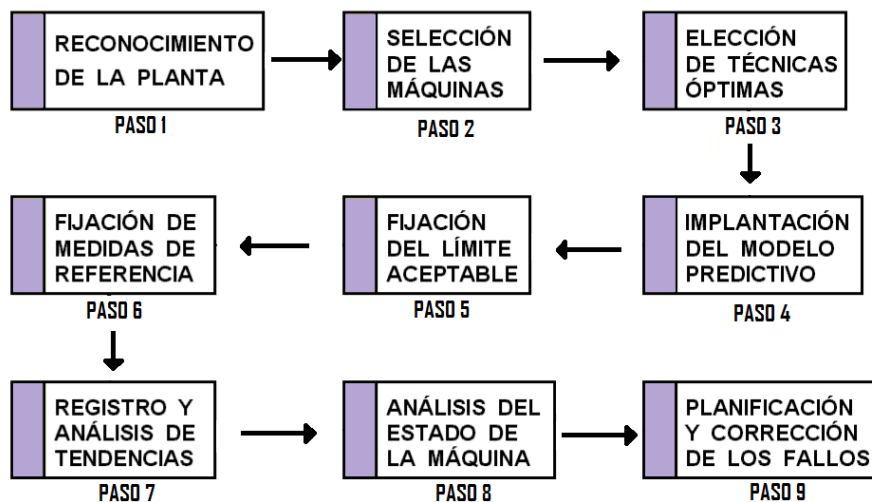 RECONOCIMIENTO
DE LA PLANTA
PASO 1
SELECCIÓN
DE LAS
MÁQUINAS
PASO 2
ELECCIÓN
DE TÉCNICAS
ÓPTIMAS
PASO 3
IMPLANTACIÓN
DEL MODELO
PREDICTIVO
PASO 4
FIJACIÓN
DEL LÍMITE
ACEPTABLE
PASO 5
FIJACIÓN DE
MEDIDAS DE
REFERENCIA
PASO 6
REGISTRO Y
ANÁLISIS DE
TENDENCIAS
PASO 7
ANÁLISIS DEL
ESTADO DE
LA MÁQUINA
PASO 8
PLANIFICACIÓN
Y CORRECCIÓN
DE LOS FALLOS
PASO 9